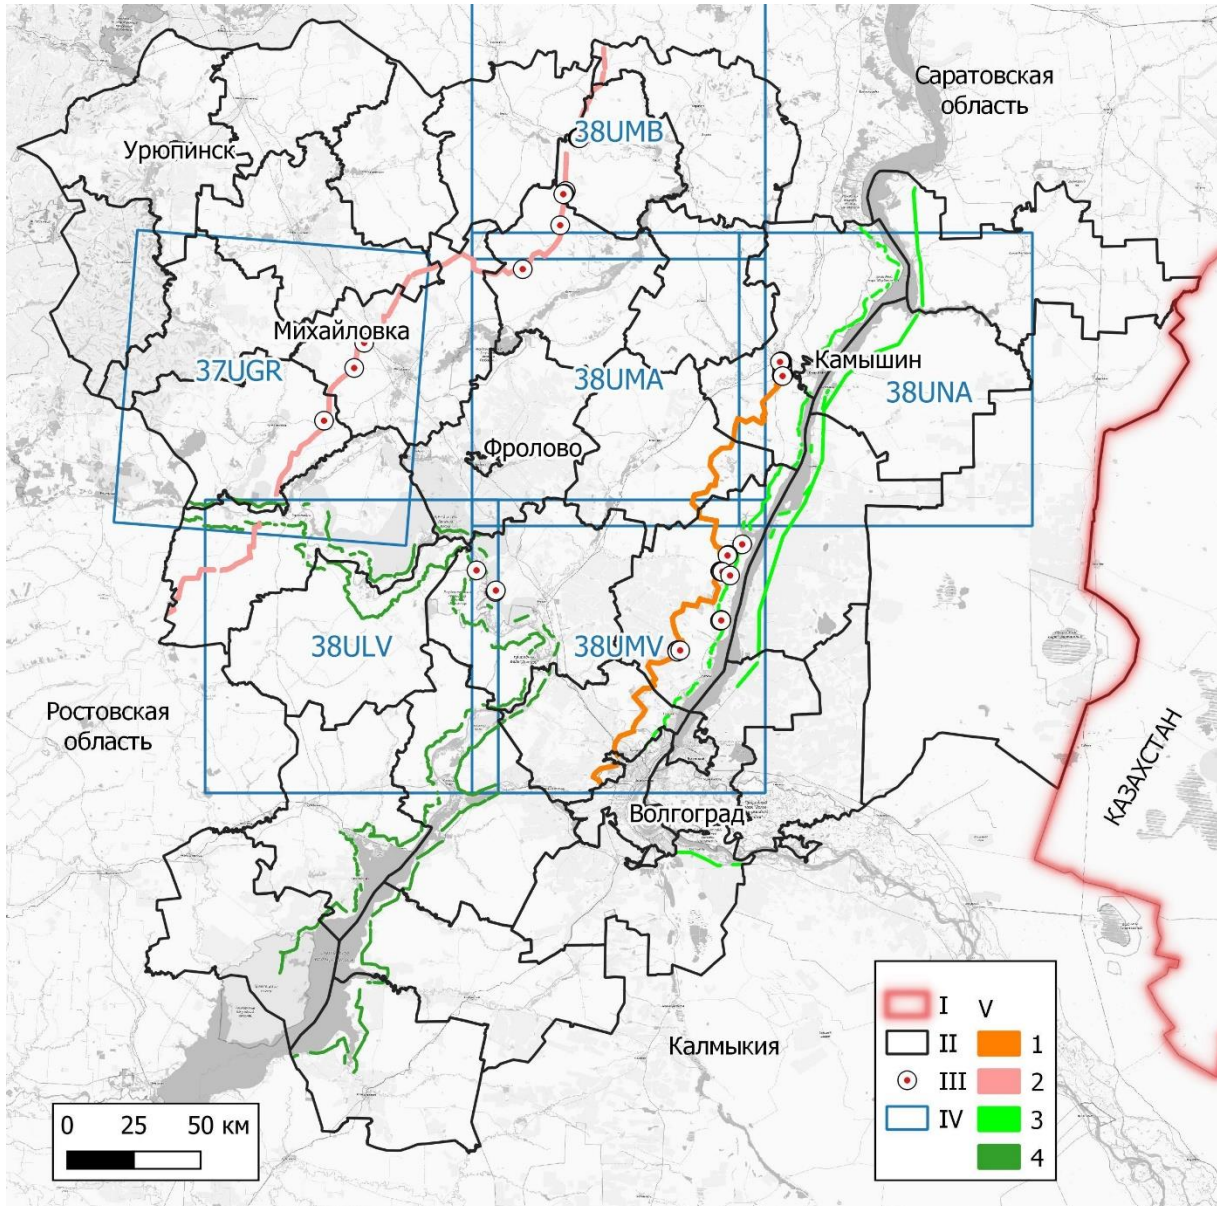 Саратовская
область
38UMB
Урюпинск
Михайловка
37UGR
38UMA
Камышин
38UNA
Фролово
38ULV
38UMV
Ростовская
область
КАЗАХСТАН
Волгоград
Калмыкия
I V
II 1
III 2
IV 3
4
0 25 50 км